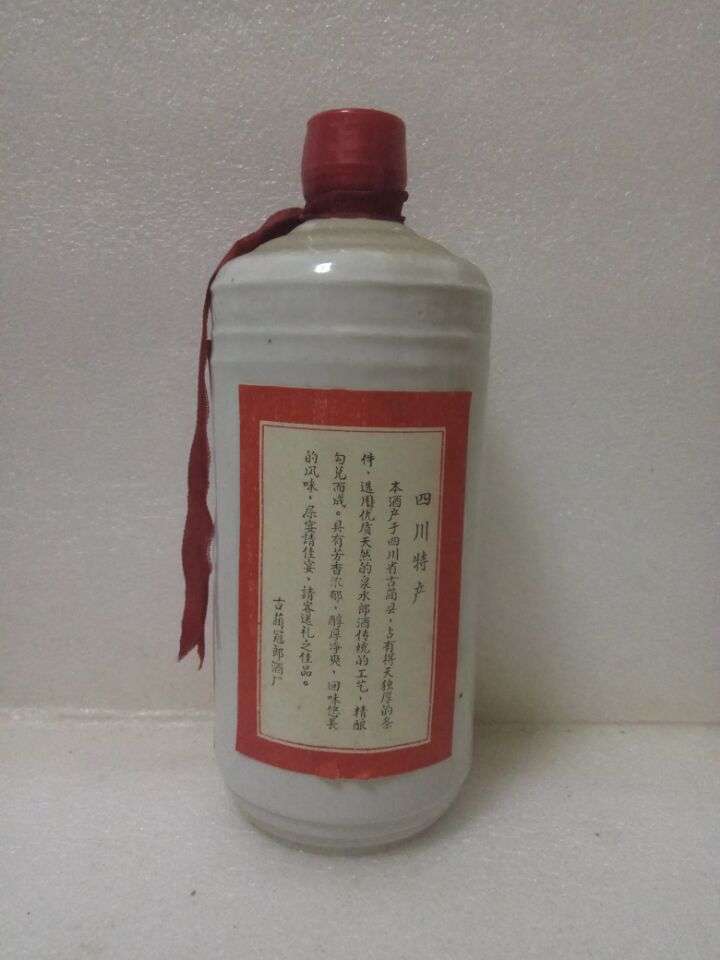 四川特产
本酒产于四川省古蔺县，占有得天独厚的条
件，选用优质天然的泉水郎酒传统的工艺，精酿
勾兑而成。具有芳香浓郁，醇厚净爽，回味悠长
的风味，是宴請佳宴、請客送礼之佳品。
古蔺冠郎酒厂